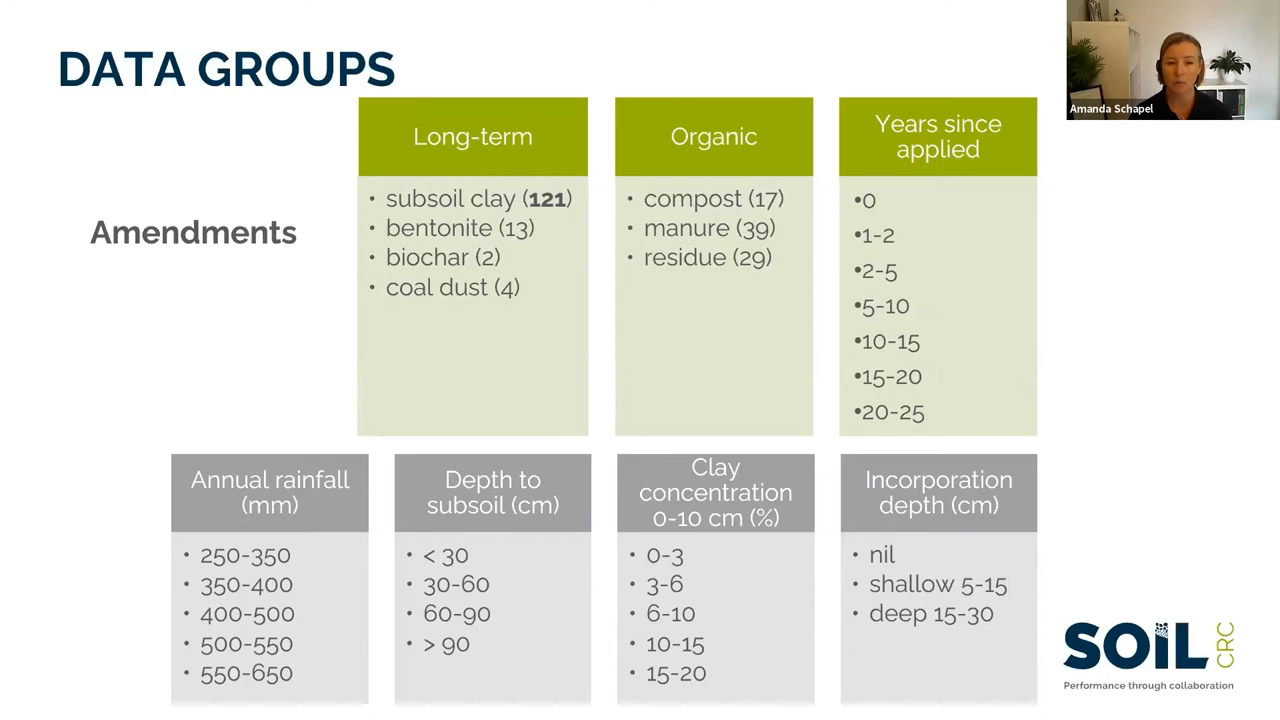 DATA GROUPS
Amanda Schapel
Amendments
Long-term
• subsoil clay (121)
• bentonite (13)
• biochar (2)
• coal dust (4)
Organic
• compost (17)
• manure (39)
• residue (29)
Years since
applied
•0
•1-2
•2-5
•5-10
•10-15
•15-20
•20-25
Annual rainfall
(mm)
• 250-350
• 350-400
• 400-500
• 500-550
• 550-650
Depth to
subsoil (cm)
• < 30
• 30-60
• 60-90
• > 90
Clay
concentration
0-10 cm (%)
• 0-3
• 3-6
• 6-10
• 10-15
• 15-20
Incorporation
depth (cm)
• nil
• shallow 5-15
• deep 15-30
SOIL CRC
Performance through collaboration